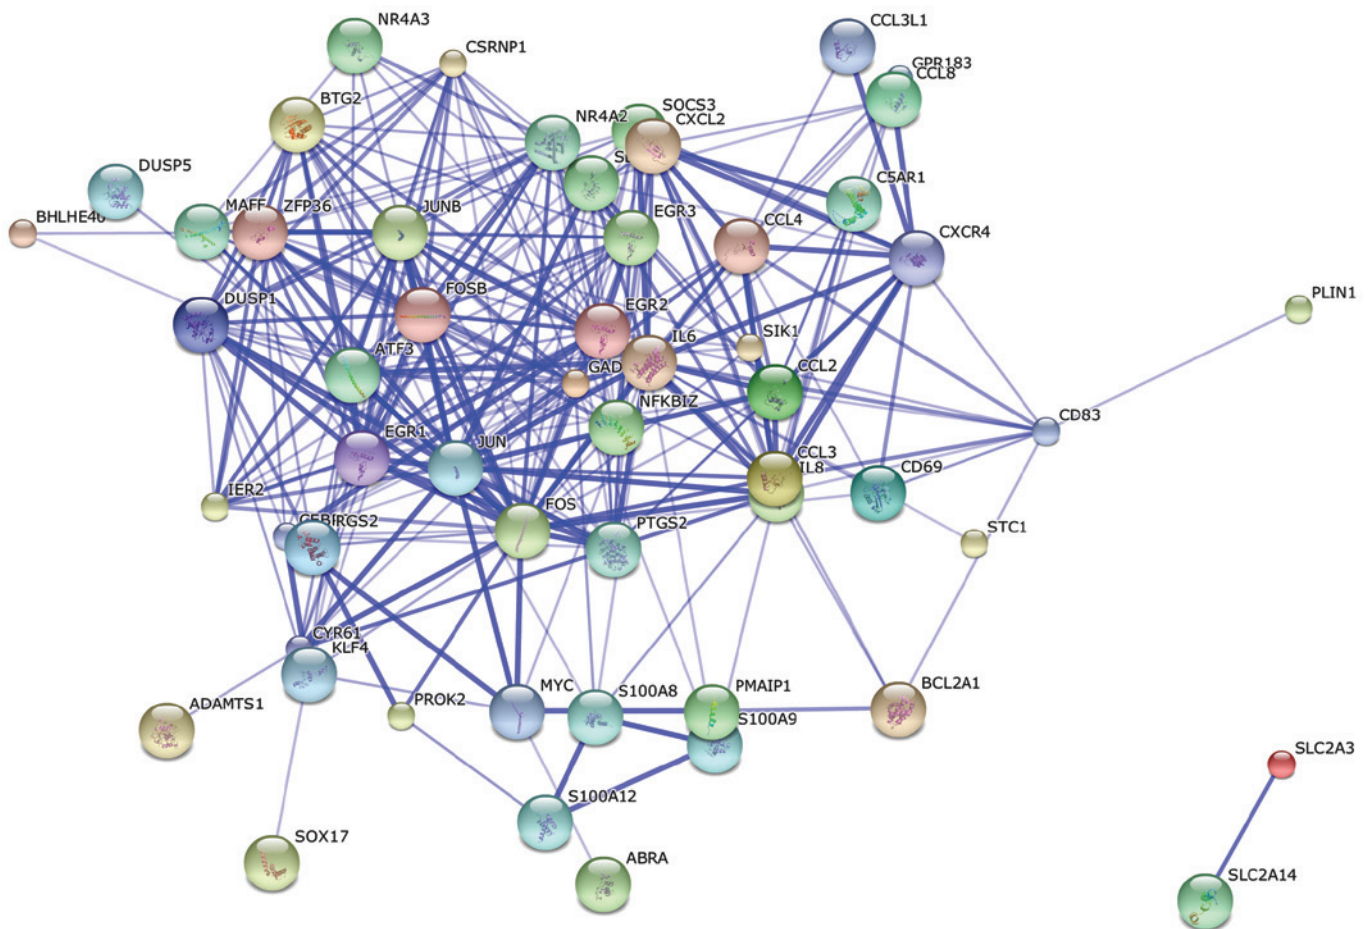 NR4A3
CCL3L1
CSRNP1
GPR183
CCL8
BTG2
SOCS3
CXCL2
NR4A2
DUSP5
C5AR1
MAFF
ZFP36
JUNB
EGR3
CCL4
BHLHE40
CXCR4
DUSP1
FOSB
EGR2
PLIN1
SIK1
IL6
ATF3
GAD
CCL2
NFKBIZ
CD83
EGR1
JUN
CCL3
IL8
CD69
IER2
FOS
RGS2
PTGS2
STC1
CYR61
KLF4
MYC
S100A8
PMAIP1
BCL2A1
ADAMTS1
PROK2
S100A9
SLC2A3
S100A12
SOX17
ABRA
SLC2A14